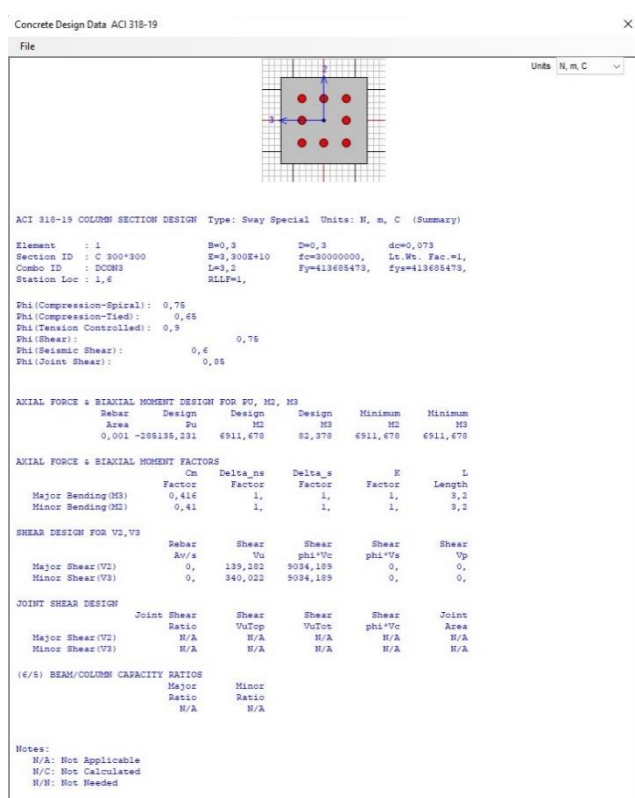 Concrete Design Data ACI 318-19
File
Units N, m, C
2
3
ACI 318-19 COLUMN SECTION DESIGN Type: Sway Special Units: N, m, C (Summary)
Element : 1 B=0,3 D=0,3 dc=0,073
Section ID : C 300*300 E=3,300E+10 fc=30000000, Lt.Wt. Fac.=1,
Combo ID : DCON3 L=3,2 Fy=413685473, fys=413685473,
Station Loc : 1,6 RLLF=1,
Phi(Compression-Spiral): 0,75
Phi(Compression-Tied): 0,65
Phi(Tension Controlled): 0,9
Phi(Shear): 0,75
Phi(Seismic Shear): 0,6
Phi(Joint Shear): 0,85
AXIAL FORCE & BIAXIAL MOMENT DESIGN FOR PU, M2, M3
Rebar Design Design Design Minimum Minimum
Area Pu M2 M3 M2 M3
0,001 -285135,231 6911,678 82,378 6911,678 6911,678
AXIAL FORCE & BIAXIAL MOMENT FACTORS
Cm Delta_ns Delta_s K L
Factor Factor Factor Factor Length
Major Bending(M3) 0,416 1, 1, 1, 3,2
Minor Bending(M2) 0,41 1, 1, 1, 3,2
SHEAR DESIGN FOR V2,V3
Rebar Shear Shear Shear Shear
Av/s Vu phi*Vc phi*Vs Vp
Major Shear(V2) 0, 139,282 9034,189 0, 0,
Minor Shear(V3) 0, 340,022 9034,189 0, 0,
JOINT SHEAR DESIGN
Joint Shear Shear Shear Shear Joint
Ratio VuTop VuTot phi*Vc Area
Major Shear(V2) N/A N/A N/A N/A N/A
Minor Shear(V3) N/A N/A N/A N/A N/A
(6/5) BEAM/COLUMN CAPACITY RATIOS
Major Minor
Ratio Ratio
N/A N/A
Notes:
N/A: Not Applicable
N/C: Not Calculated
N/N: Not Needed